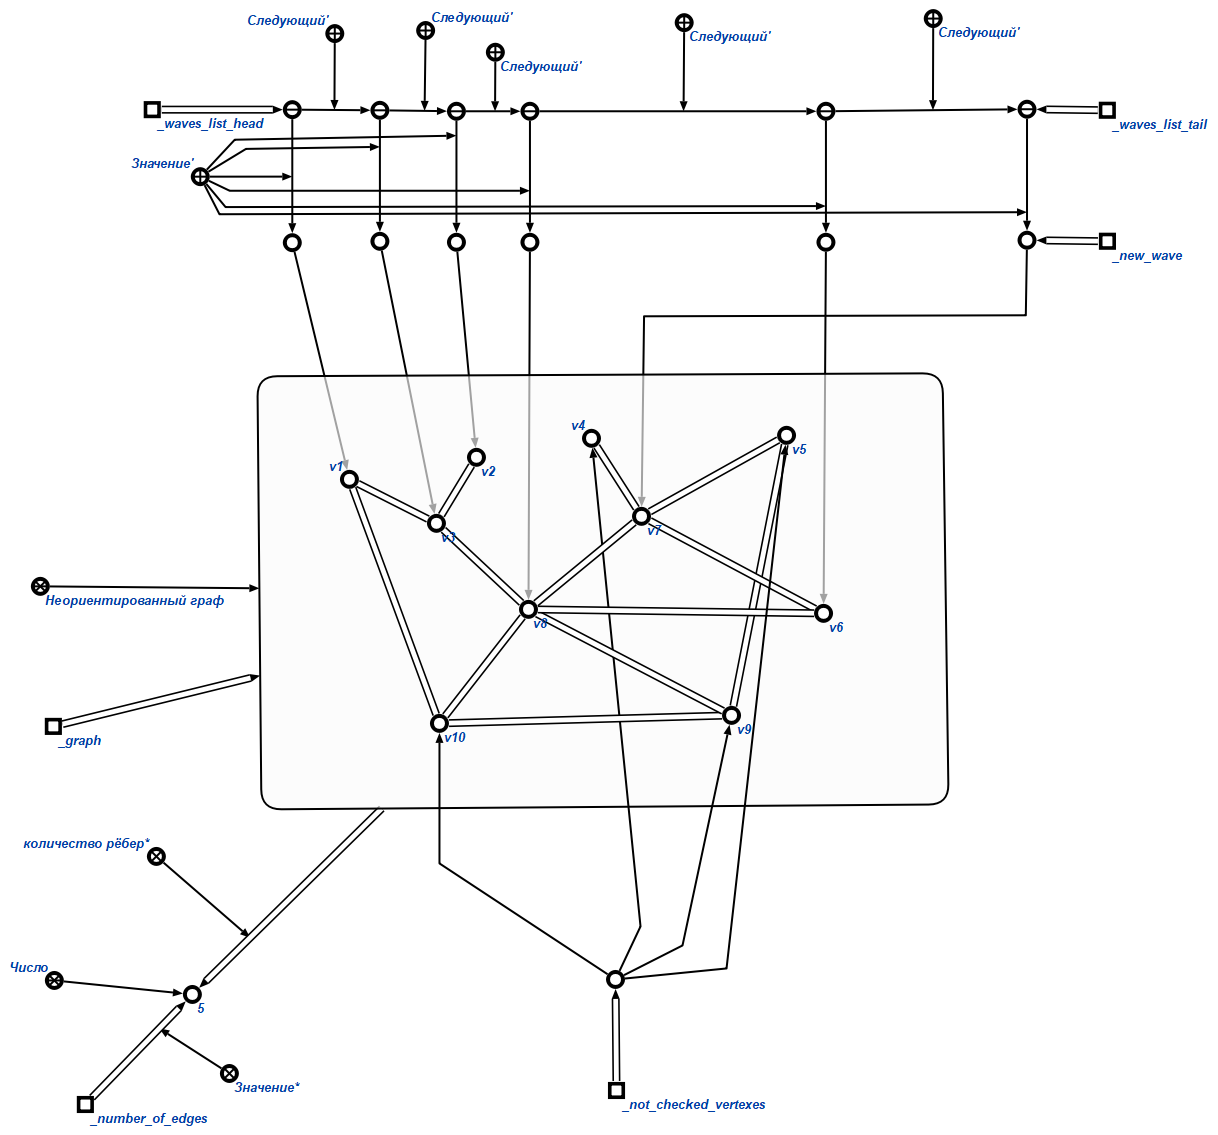 Следующий'
Следующий'
Следующий'
Следующий'
Следующий'
_waves_list_head
_waves_list_tail
Значение'
_new_wave
v4
v5
v1
v2
v3
v7
v8
v6
Неориентированный граф
_graph
v10
v9
количество рёбер*
Число
5
Значение*
_number_of_edges
_not_checked_vertexes